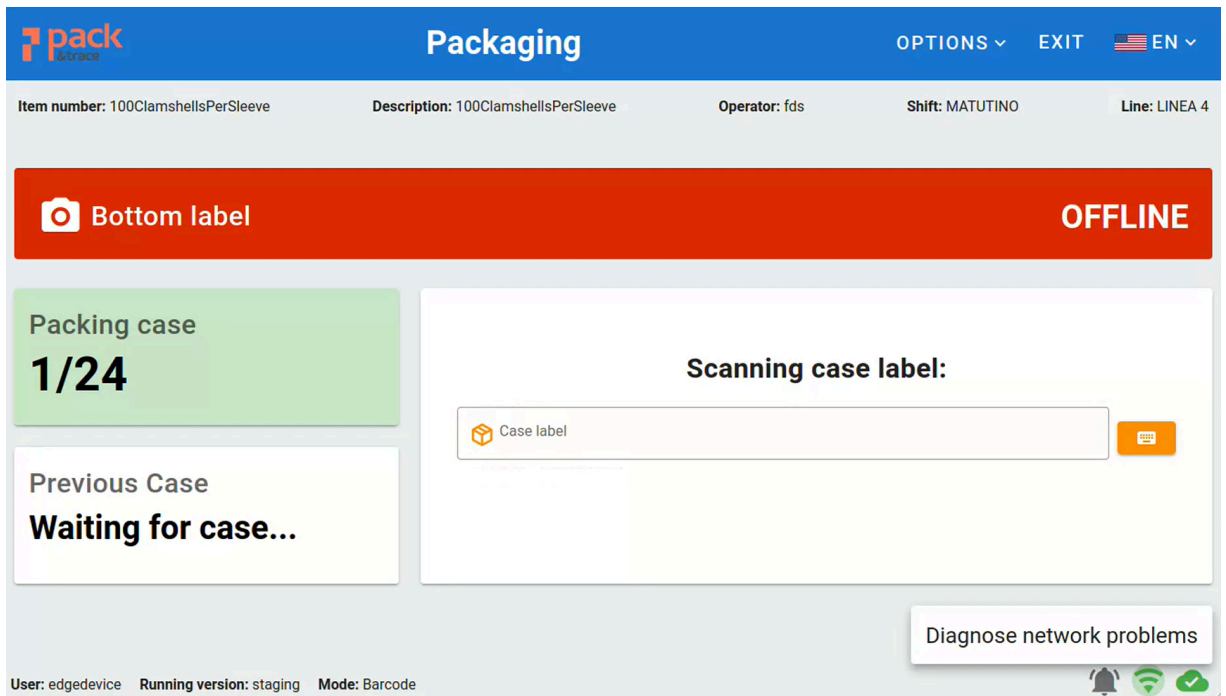 pack
&trace
Packaging
OPTIONS
EXIT
EN
Item number: 100ClamshellsPerSleeve
Description: 100ClamshellsPerSleeve
Operator: fds
Shift: MATUTINO
Line: LINEA 4
Bottom label
OFFLINE
Packing case
1/24
Previous Case
Waiting for case...
Scanning case label:
Case label
Diagnose network problems
User: edgedevice Running version: staging Mode: Barcode